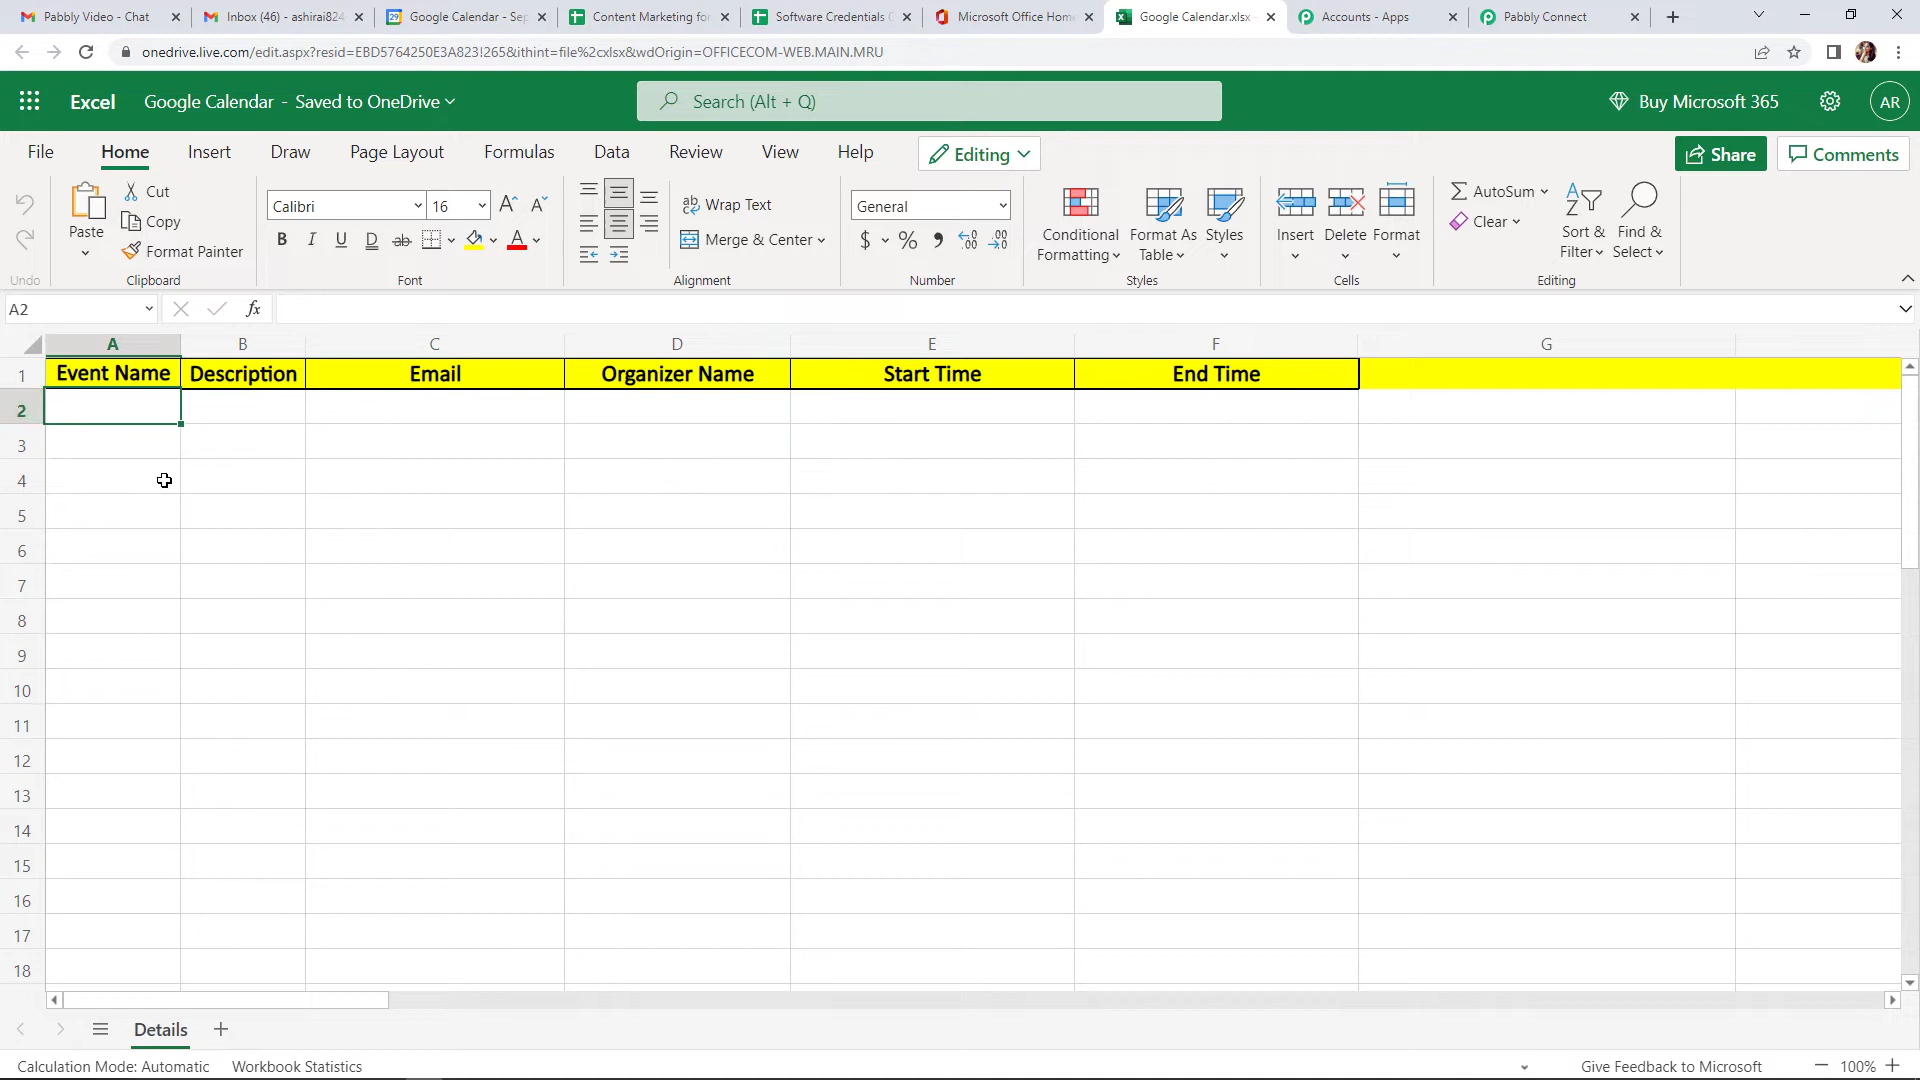 Pabbly Video - Chat
Inbox (46) - ashirai824
Google Calendar - Sep
Content Marketing for
Software Credentials
Microsoft Office Home
Google Calendar.xlsx
Accounts - Apps
Pabbly Connect
onedrive.live.com/edit.aspx?resid=EBD5764250E3A823!265&ithint=file%2cxlsx&wdOrigin=OFFICECOM-WEB.MAIN.MRU
Excel
Google Calendar - Saved to OneDrive
Search (Alt + Q)
Buy Microsoft 365
AR
File Home Insert Draw Page Layout Formulas Data Review View Help
Editing
Share
Comments
Paste
Cut
Copy
Format Painter
Calibri
16
B I U D ab A
ab Wrap Text
Merge & Center
General
$ % 9 .00 .00
Conditional Formatting
Format As Table
Styles
Insert
Delete
Format
AutoSum
Clear
Sort & Filter
Find & Select
Undo
Clipboard
Font
Alignment
Number
Styles
Cells
Editing
A2
fx
A B C D E F G
1 Event Name Description Email Organizer Name Start Time End Time
2
3
4
5
6
7
8
9
10
11
12
13
14
15
16
17
18
Details
Calculation Mode: Automatic
Workbook Statistics
Give Feedback to Microsoft
100%